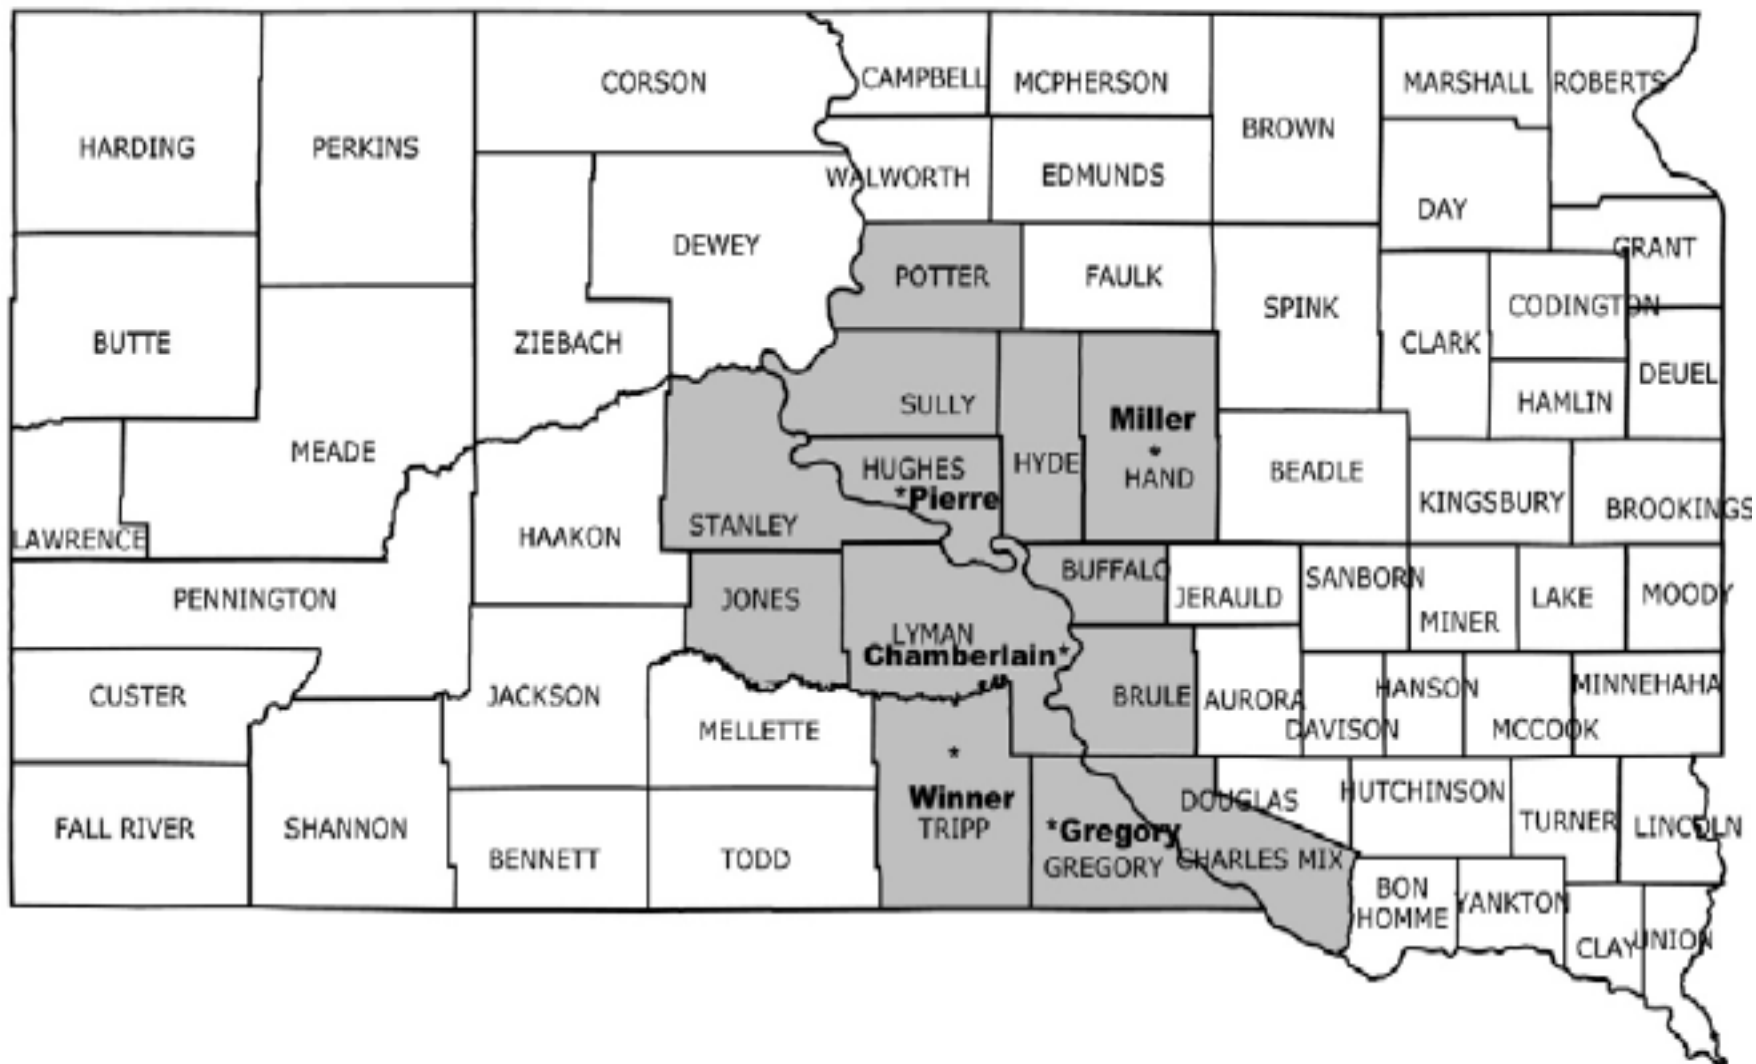 CORSON
CAMPBELL
MCPHERSON
MARSHALL
ROBERTS
HARDING
PERKINS
BROWN
WALWORTH
EDMUNDS
DAY
DEWEY
GRANT
POTTER
FAULK
SPINK
CODINGTON
BUTTE
ZIEBACH
CLARK
DEUEL
SULLY
HAMLIN
Miller
MEADE
HUGHES
HYDE
* HAND
BEADLE
*Pierre
KINGSBURY
BROOKINGS
STANLEY
LAWRENCE
HAAKON
BUFFALO
SANBORN
PENNINGTON
JONES
JERAULD
LAKE
MOODY
MINER
LYMAN
Chamberlain*
CUSTER
JACKSON
BRULE
AURORA
HANSON
MINNEHAHA
MELLETTE
DAVISON
MCCOOK
*
Winner
DOUGLAS
HUTCHINSON
FALL RIVER
SHANNON
TRIPP
*Gregory
TURNER
LINCOLN
BENNETT
TODD
GREGORY
CHARLES MIX
BON
HOMME
YANKTON
CLAY
UNION